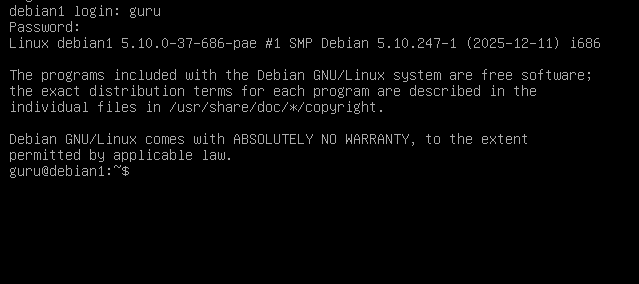 debian1 login: guru
Password:
Linux debian1 5.10.0-37-686-pae #1 SMP Debian 5.10.247-1 (2025-12-11) i686

The programs included with the Debian GNU/Linux system are free software;
the exact distribution terms for each program are described in the
individual files in /usr/share/doc/*/copyright.

Debian GNU/Linux comes with ABSOLUTELY NO WARRANTY, to the extent
permitted by applicable law.
guru@debian1:~$